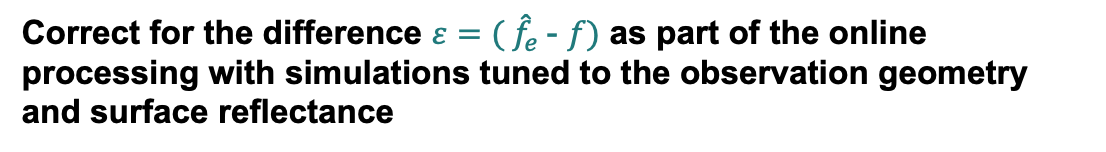 Correct for the difference ε = ( f̂e - f) as part of the online
processing with simulations tuned to the observation geometry
and surface reflectance